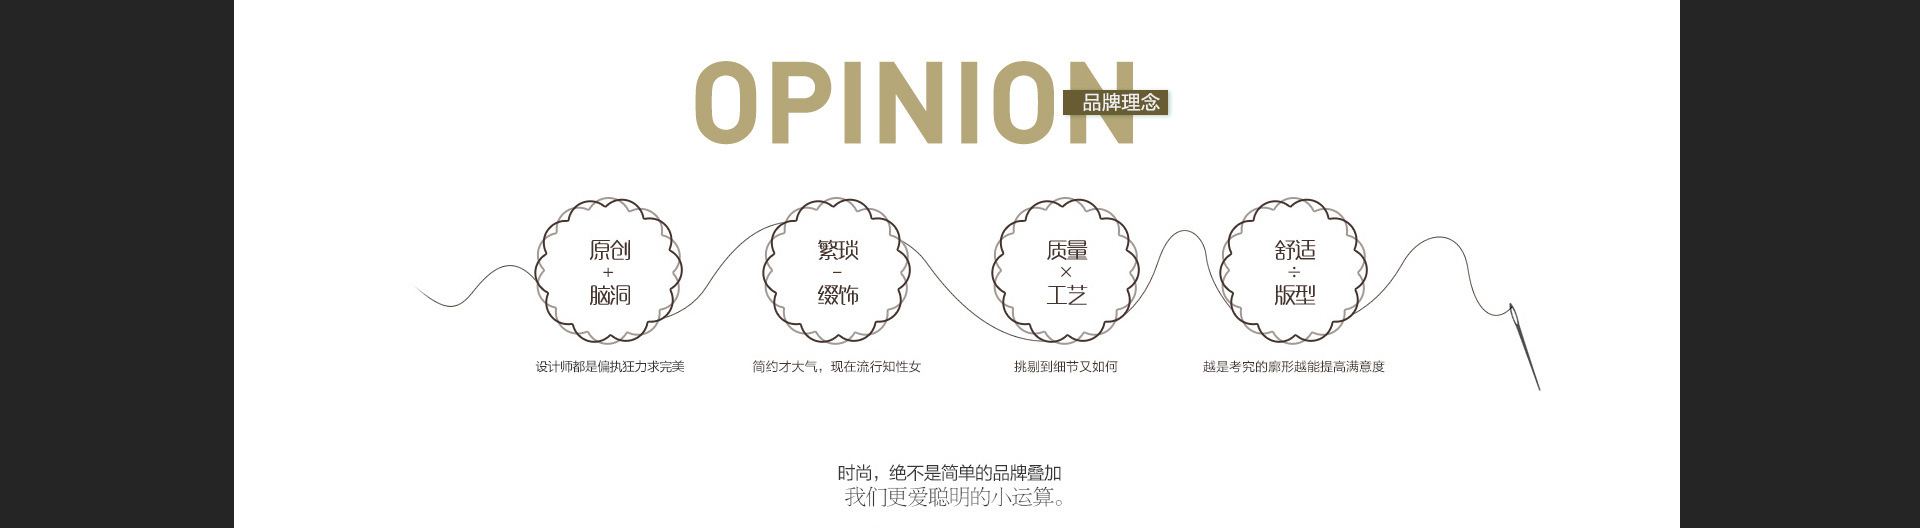 OPINION
品牌理念
原创
+
脑洞
繁琐
-
缀饰
质量
×
工艺
舒适
÷
版型
设计师都是偏执狂力求完美
简约才大气，现在流行知性女
挑剔到细节又如何
越是考究的廓形越能提高满意度
时尚，绝不是简单的品牌叠加
我们更爱聪明的小运算。